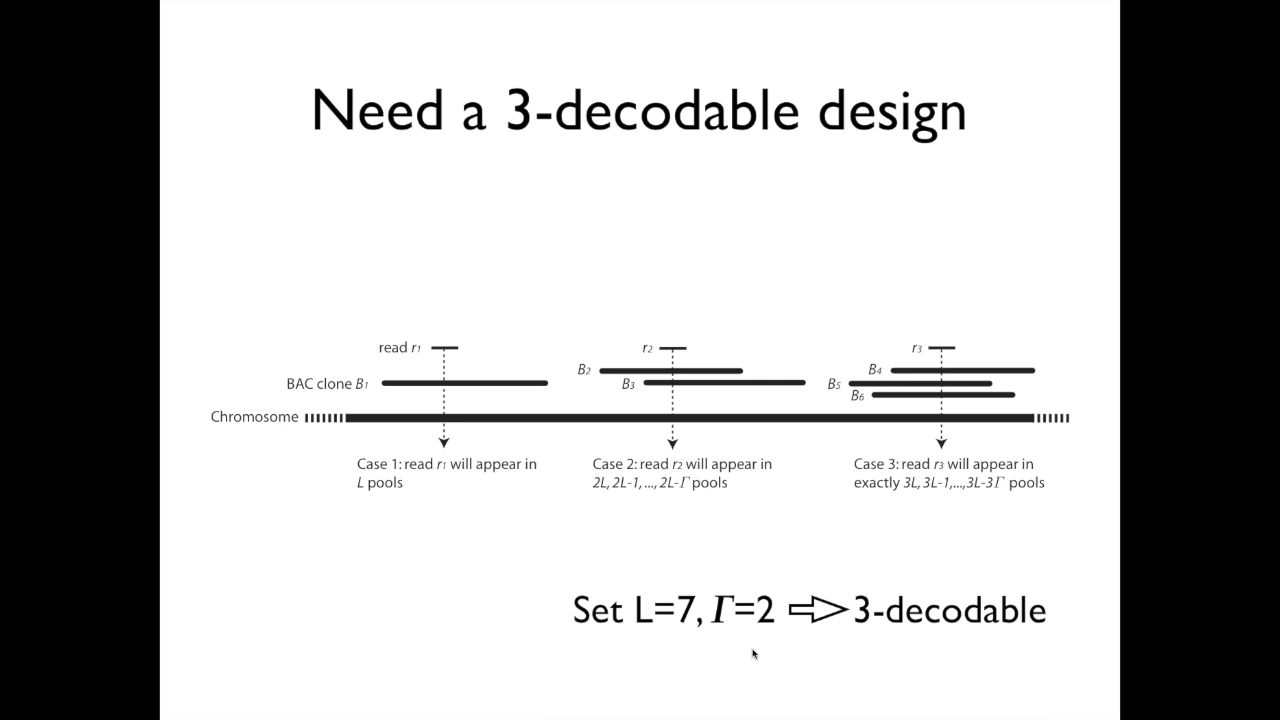 Need a 3-decodable design
read r1
r2
r3
B2
B4
BAC clone B1
B3
B5
B6
Chromosome
Case 1: read r1 will appear in
L pools
Case 2: read r2 will appear in
2L, 2L-1, ..., 2L-Γ pools
Case 3: read r3 will appear in
exactly 3L, 3L-1,...,3L-3Γ pools
Set L=7, Γ=2 ⇨ 3-decodable